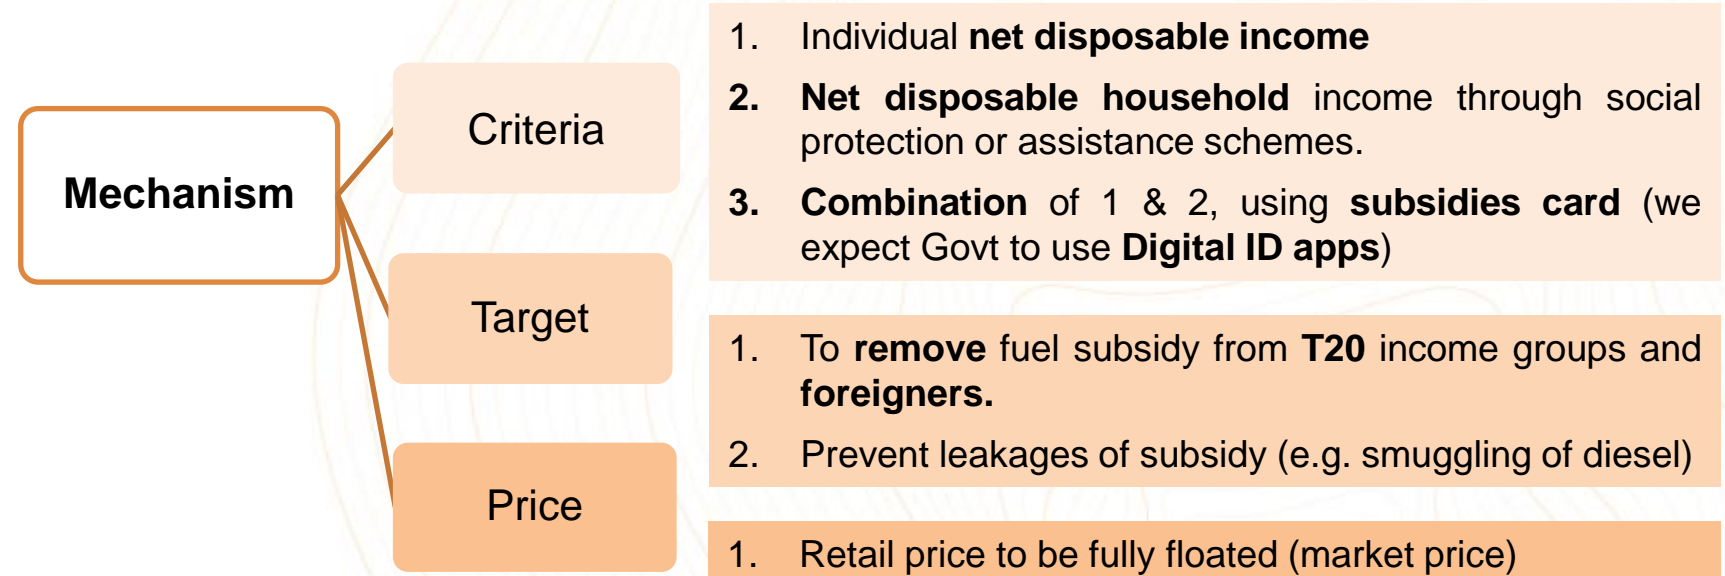 Mechanism
Criteria
1. Individual net disposable income
2. Net disposable household income through social
protection or assistance schemes.
3. Combination of 1 & 2, using subsidies card (we
expect Govt to use Digital ID apps)
Target
1. To remove fuel subsidy from T20 income groups and
foreigners.
2. Prevent leakages of subsidy (e.g. smuggling of diesel)
Price
1. Retail price to be fully floated (market price)